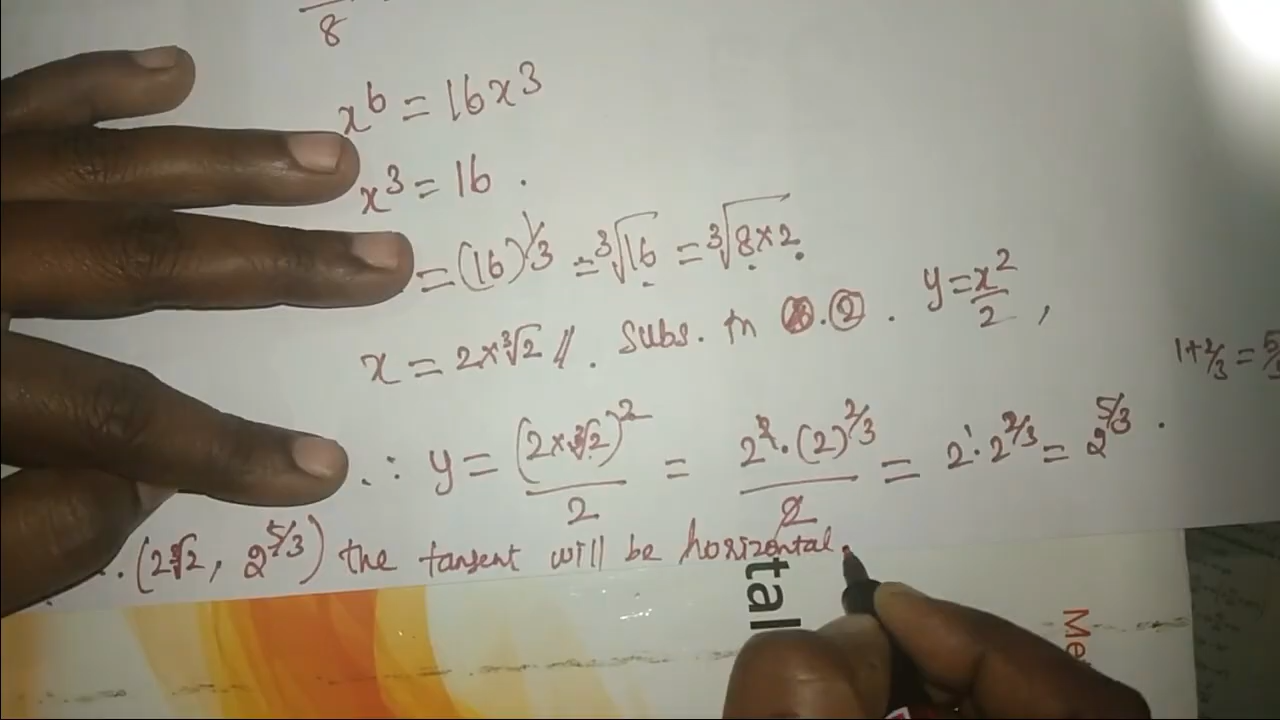 8
x^6 = 16x^3
x^3 = 16 .
= (16)^{1/3} = ∛16 = ∛(8×2)
x = 2×∛2 //. Subs. in ②. y = x^2/2 ,
1+2/3 = 5/
∴ y = (2×∛2)^2/2 = 2^2·(2)^{2/3}/2 = 2^1·2^{2/3} = 2^{5/3} .
(2∛2, 2^{5/3}) the tangent will be horizontal.
tal
Me